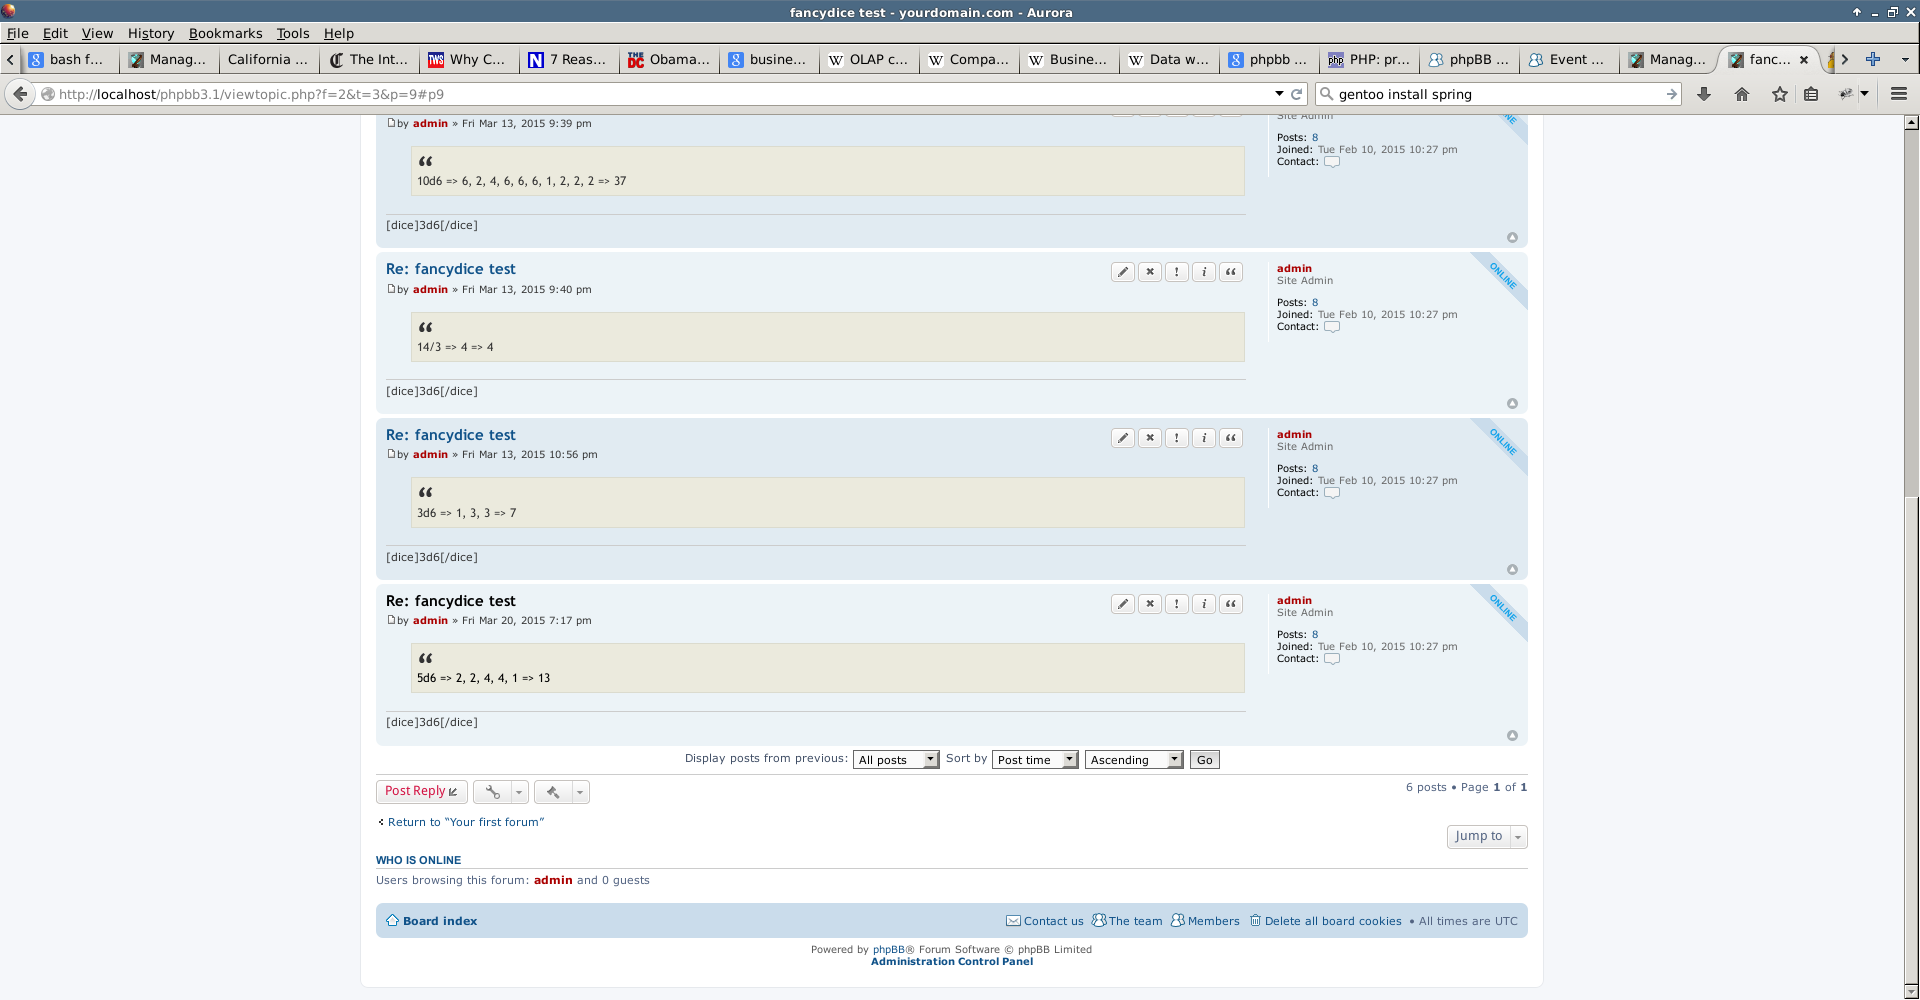 fancydice test - yourdomain.com - Aurora
File Edit View History Bookmarks Tools Help
bash f... Manag... California ... The Int... TWS Why C... N 7 Reas... THE DC Obama... busine... W OLAP c... W Compa... W Busine... W Data w... phpbb ... php PHP: pr... phpBB ... Event ... Manag... fanc...
http://localhost/phpbb3.1/viewtopic.php?f=2&t=3&p=9#p9 gentoo install spring
Site Admin
by admin » Fri Mar 13, 2015 9:39 pm
Posts: 8
Joined: Tue Feb 10, 2015 10:27 pm
Contact:
10d6 => 6, 2, 4, 6, 6, 6, 1, 2, 2, 2 => 37
[dice]3d6[/dice]
Re: fancydice test
by admin » Fri Mar 13, 2015 9:40 pm
admin
Site Admin
ONLINE
Posts: 8
Joined: Tue Feb 10, 2015 10:27 pm
Contact:
14/3 => 4 => 4
[dice]3d6[/dice]
Re: fancydice test
by admin » Fri Mar 13, 2015 10:56 pm
admin
Site Admin
ONLINE
Posts: 8
Joined: Tue Feb 10, 2015 10:27 pm
Contact:
3d6 => 1, 3, 3 => 7
[dice]3d6[/dice]
Re: fancydice test
by admin » Fri Mar 20, 2015 7:17 pm
admin
Site Admin
ONLINE
Posts: 8
Joined: Tue Feb 10, 2015 10:27 pm
Contact:
5d6 => 2, 2, 4, 4, 1 => 13
[dice]3d6[/dice]
Display posts from previous: All posts Sort by Post time Ascending Go
Post Reply
6 posts • Page 1 of 1
Return to “Your first forum”
Jump to
WHO IS ONLINE
Users browsing this forum: admin and 0 guests
Board index Contact us The team Members Delete all board cookies • All times are UTC
Powered by phpBB® Forum Software © phpBB Limited
Administration Control Panel